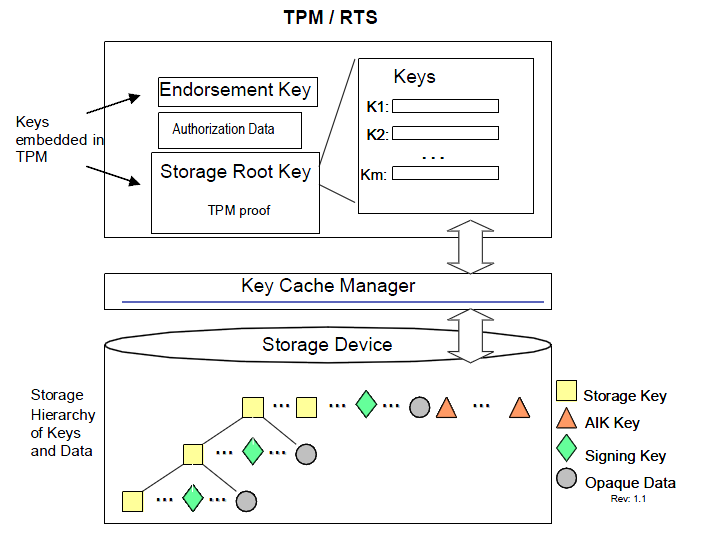 TPM / RTS
Endorsement Key
Authorization Data
Storage Root Key
TPM proof
Keys
K1:
K2:
...
Km:
Keys
embedded in
TPM
Key Cache Manager
Storage Device
Storage
Hierarchy
of Keys
and Data
... ... ... ...
... ...
... ...
Storage Key
AIK Key
Signing Key
Opaque Data
Rev: 1.1